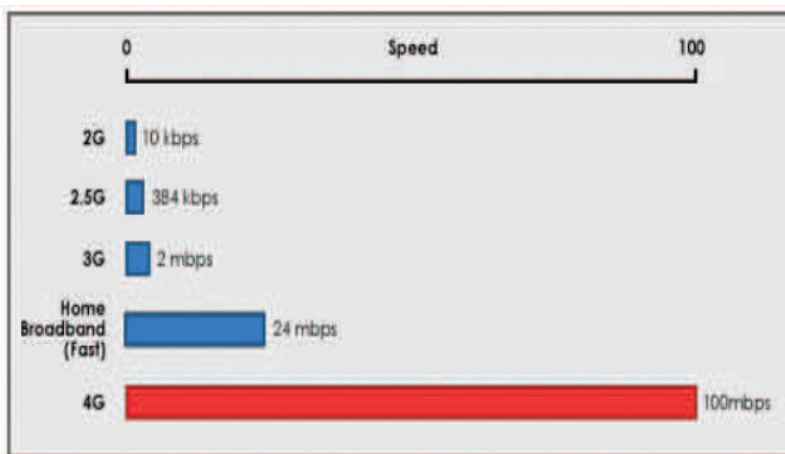 0 Speed 100
2G 10 kbps
2.5G 384 kbps
3G 2 mbps
Home
Broadband
(Fast) 24 mbps
4G 100mbps